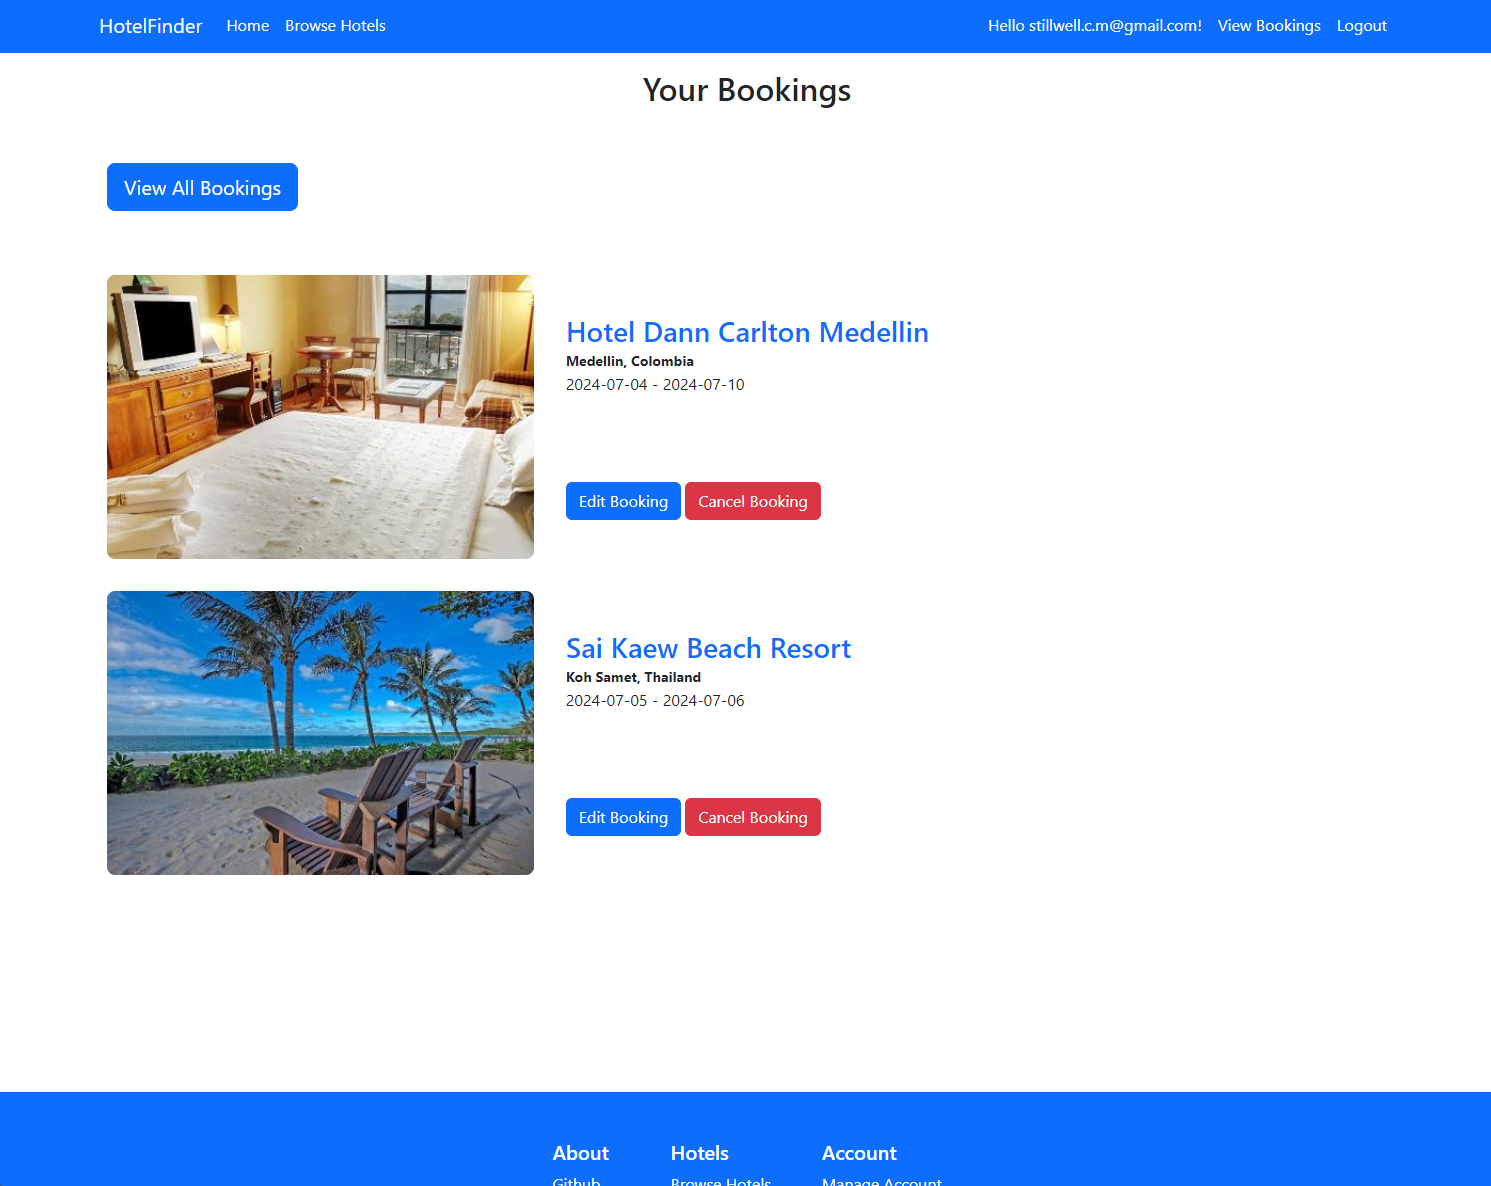 HotelFinder Home Browse Hotels Hello stillwell.c.m@gmail.com! View Bookings Logout
Your Bookings
View All Bookings
Hotel Dann Carlton Medellin
Medellin, Colombia
2024-07-04 - 2024-07-10
Edit Booking Cancel Booking
Sai Kaew Beach Resort
Koh Samet, Thailand
2024-07-05 - 2024-07-06
Edit Booking Cancel Booking
About Hotels Account
Github Browse Hotels Manage Account